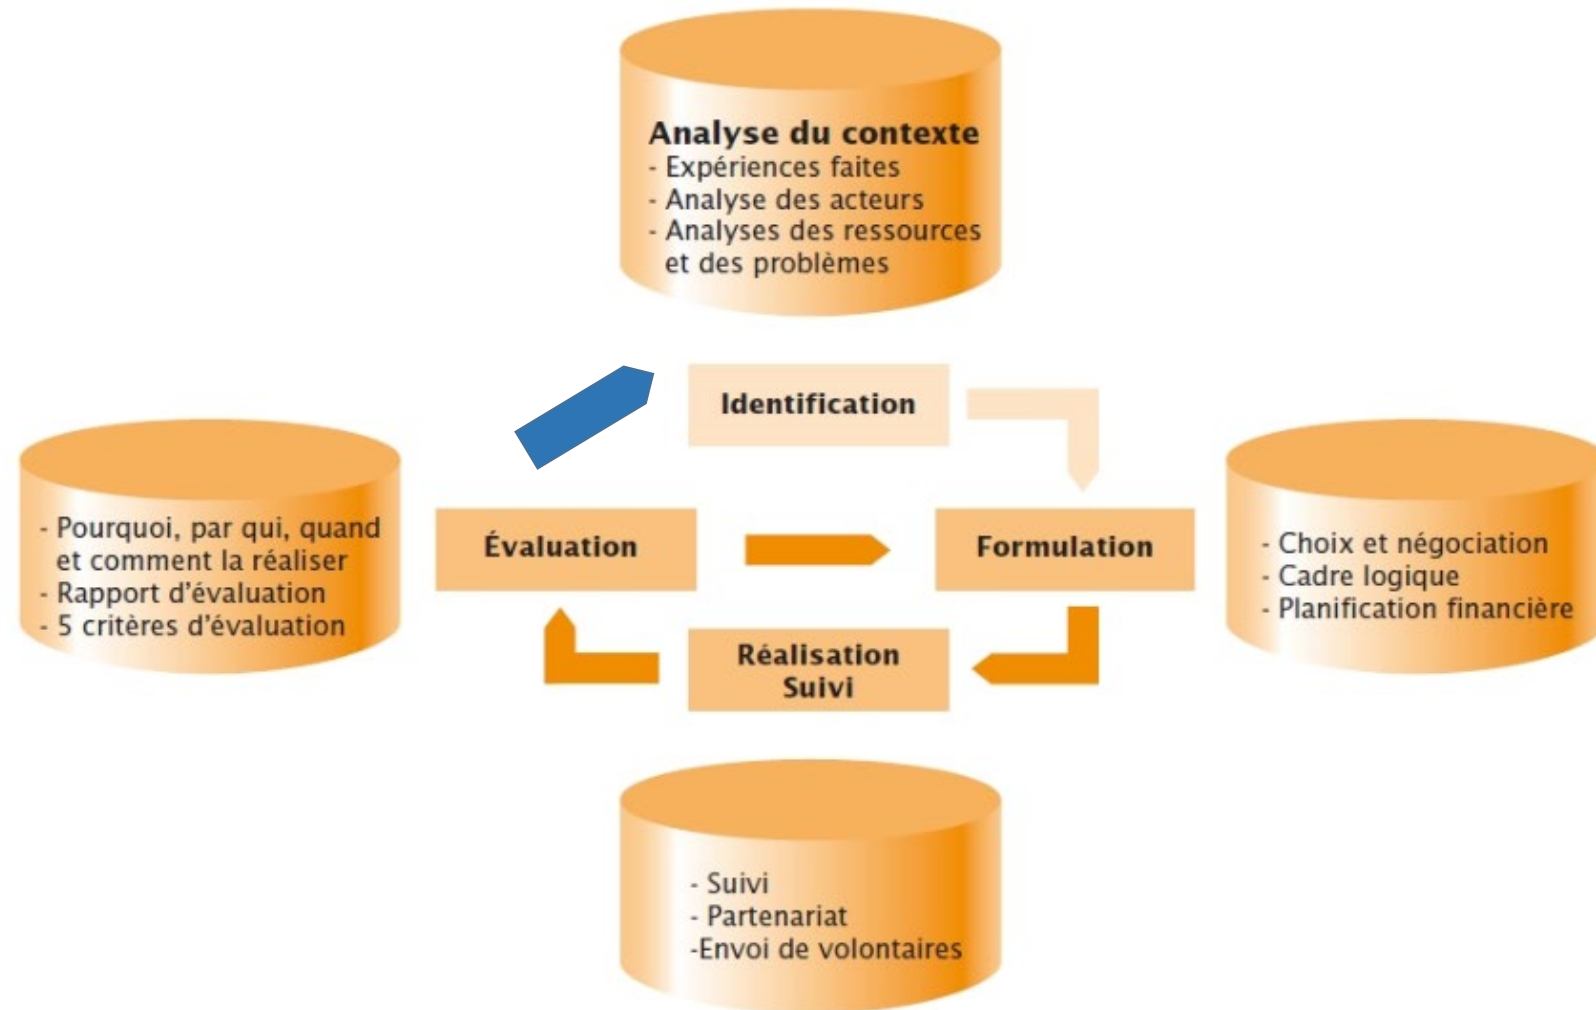 Analyse du contexte
- Expériences faites
- Analyse des acteurs
- Analyses des ressources
et des problèmes
Identification
- Pourquoi, par qui, quand
et comment la réaliser
- Rapport d'évaluation
- 5 critères d'évaluation
Évaluation
Formulation
- Choix et négociation
- Cadre logique
- Planification financière
Réalisation
Suivi
- Suivi
- Partenariat
-Envoi de volontaires